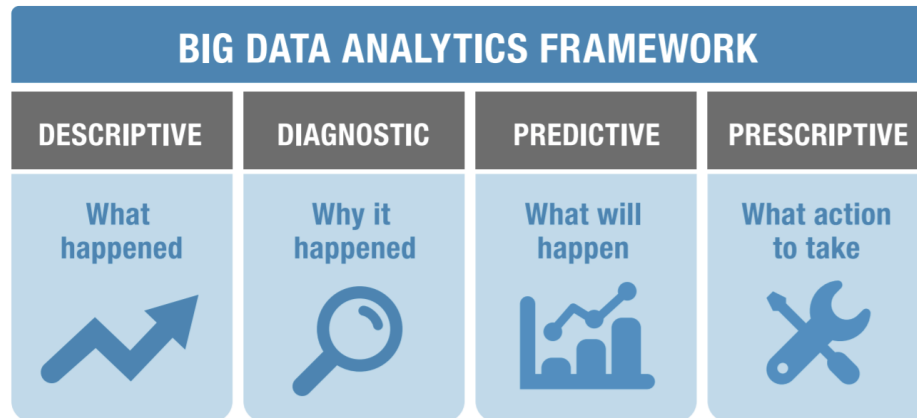 BIG DATA ANALYTICS FRAMEWORK
DESCRIPTIVE
What
happened
DIAGNOSTIC
Why it
happened
PREDICTIVE
What will
happen
PRESCRIPTIVE
What action
to take